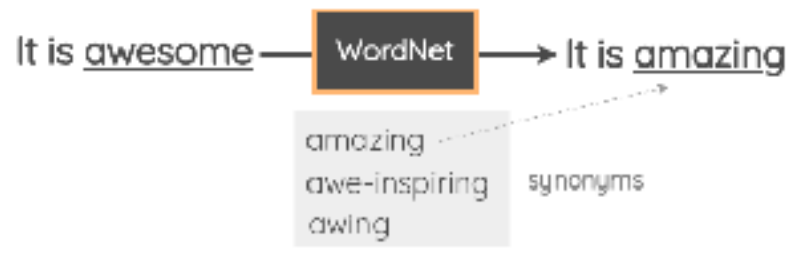 It is awesome
WordNet
It is amazing
amazing
awe-inspiring
synonyms
awing